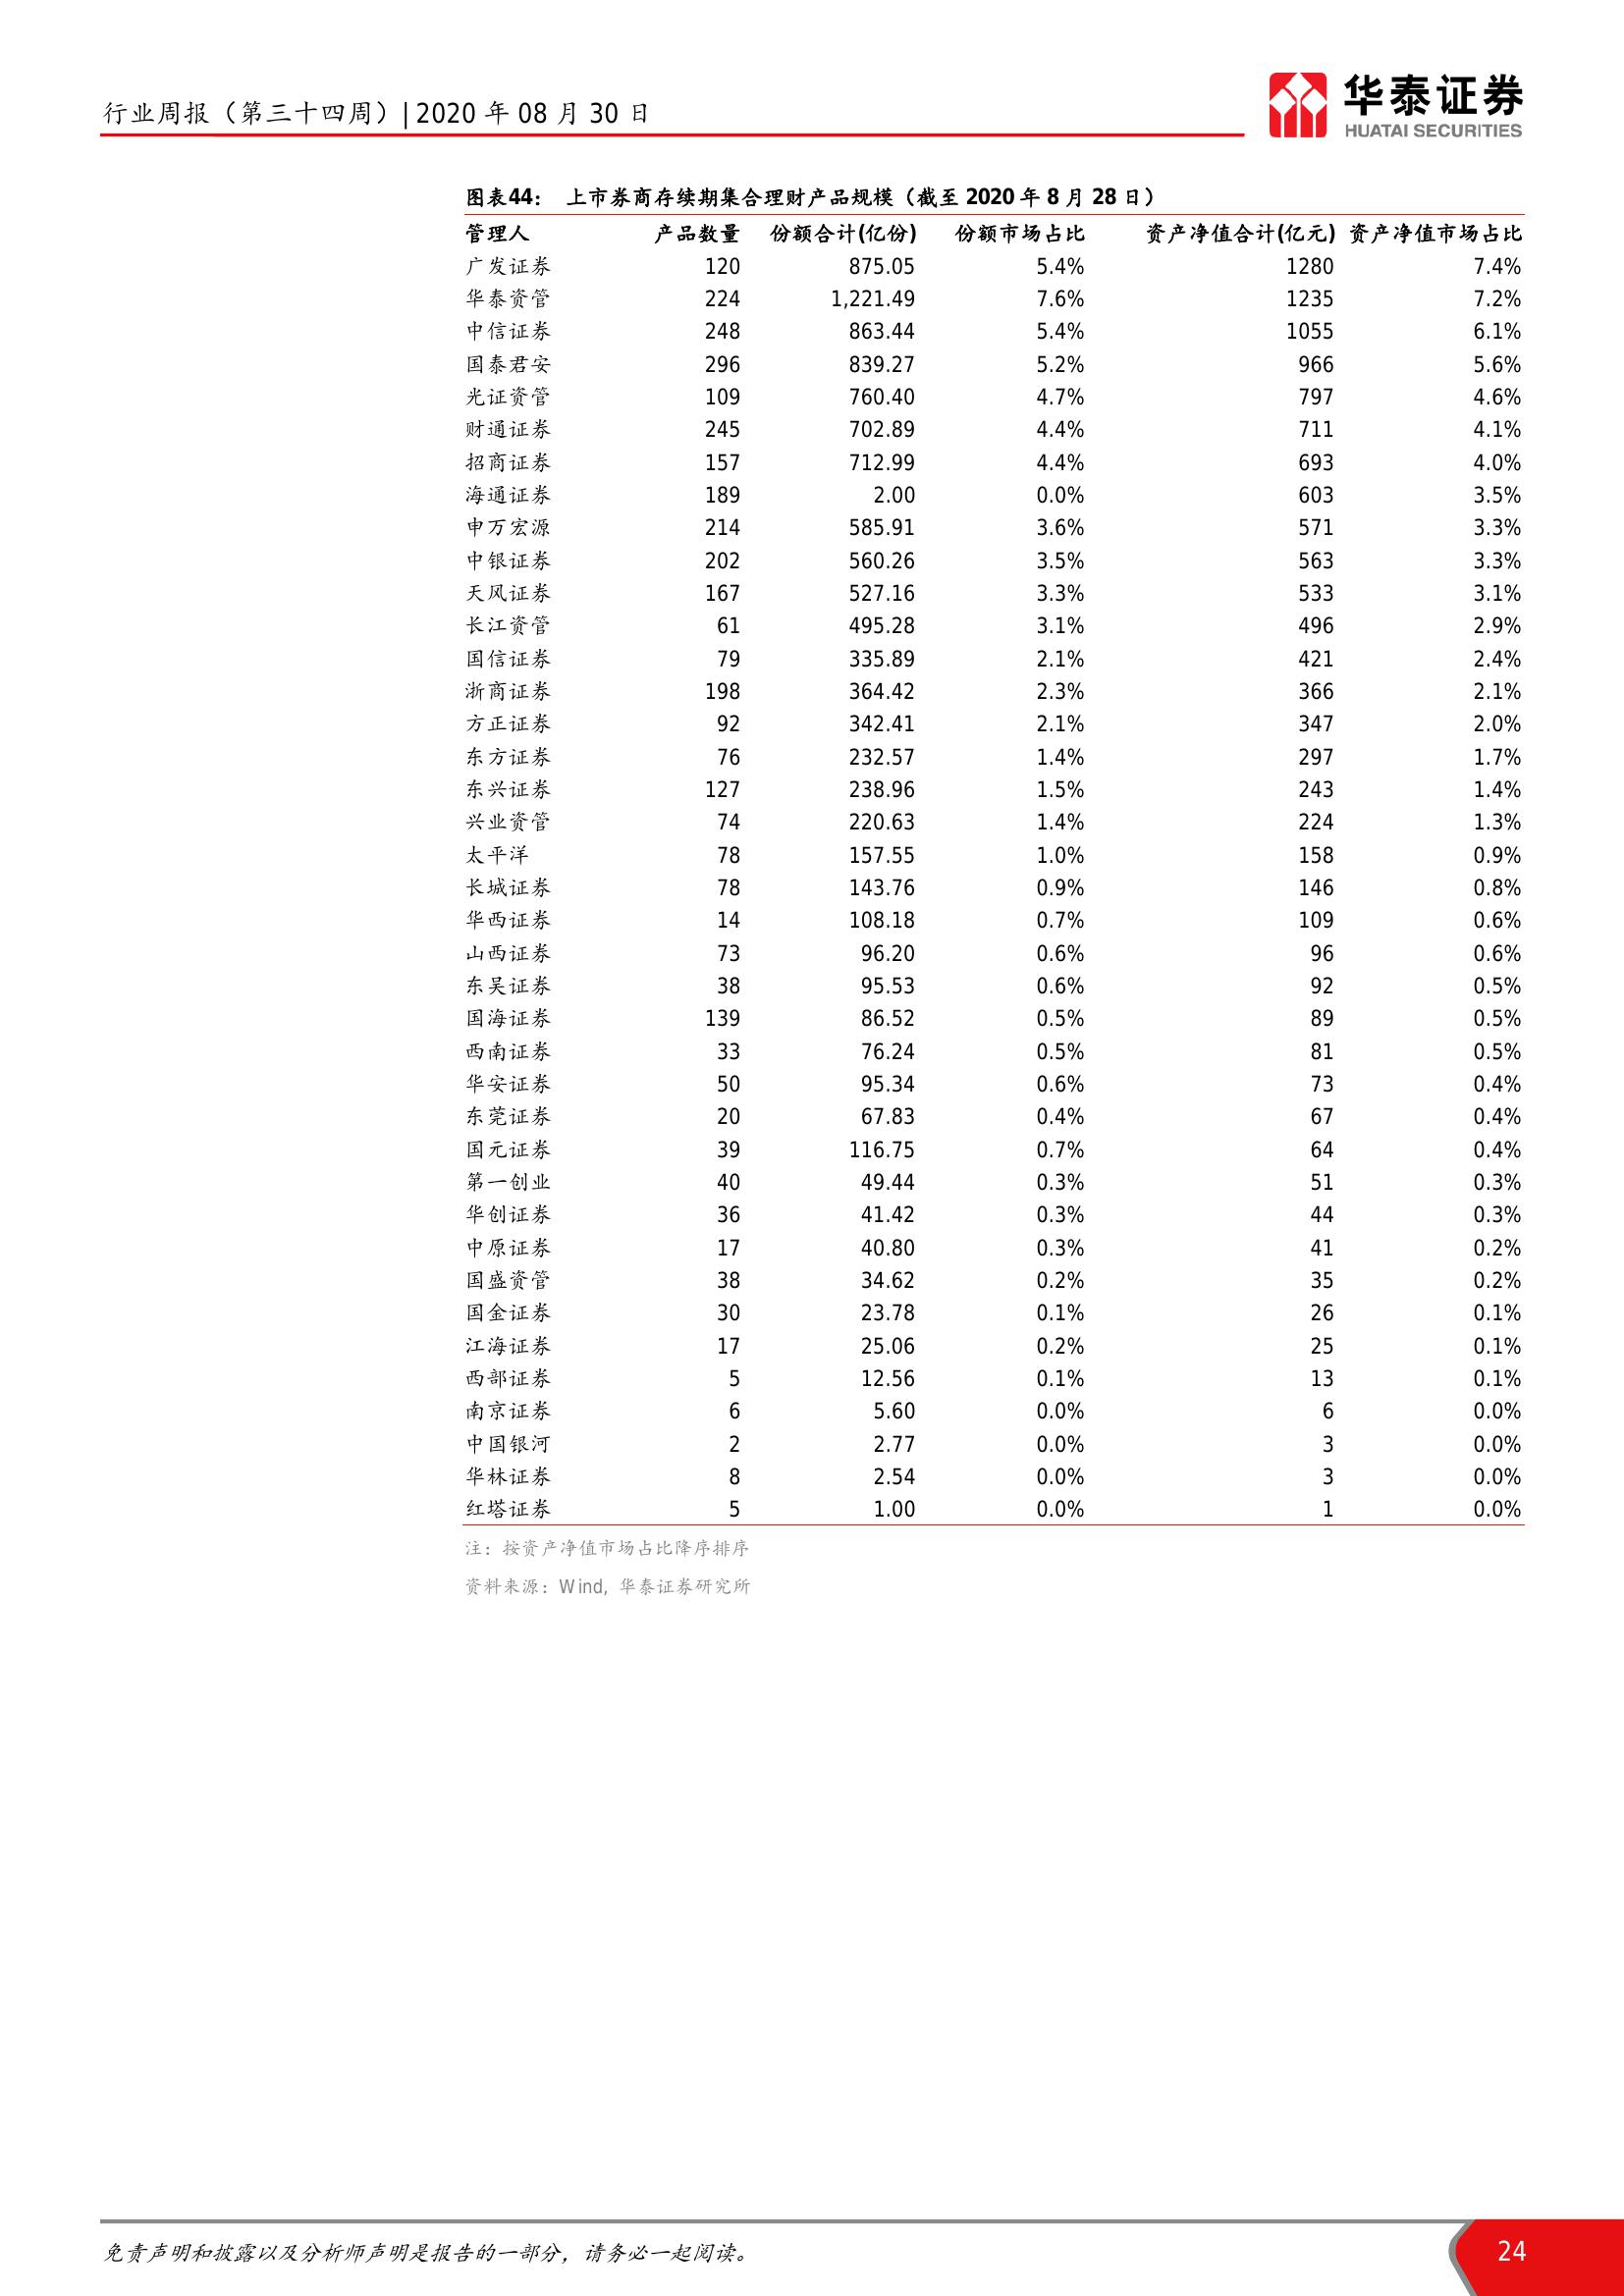 行业周报（第三十四周）| 2020 年 08 月 30 日
华泰证券
HUATAI SECURITIES
图表44： 上市券商存续期集合理财产品规模（截至 2020 年 8 月 28 日）
管理人 产品数量 份额合计(亿份) 份额市场占比 资产净值合计(亿元) 资产净值市场占比
广发证券 120 875.05 5.4% 1280 7.4%
华泰资管 224 1,221.49 7.6% 1235 7.2%
中信证券 248 863.44 5.4% 1055 6.1%
国泰君安 296 839.27 5.2% 966 5.6%
光证资管 109 760.40 4.7% 797 4.6%
财通证券 245 702.89 4.4% 711 4.1%
招商证券 157 712.99 4.4% 693 4.0%
海通证券 189 2.00 0.0% 603 3.5%
申万宏源 214 585.91 3.6% 571 3.3%
中银证券 202 560.26 3.5% 563 3.3%
天风证券 167 527.16 3.3% 533 3.1%
长江资管 61 495.28 3.1% 496 2.9%
国信证券 79 335.89 2.1% 421 2.4%
浙商证券 198 364.42 2.3% 366 2.1%
方正证券 92 342.41 2.1% 347 2.0%
东方证券 76 232.57 1.4% 297 1.7%
东兴证券 127 238.96 1.5% 243 1.4%
兴业资管 74 220.63 1.4% 224 1.3%
太平洋 78 157.55 1.0% 158 0.9%
长城证券 78 143.76 0.9% 146 0.8%
华西证券 14 108.18 0.7% 109 0.6%
山西证券 73 96.20 0.6% 96 0.6%
东吴证券 38 95.53 0.6% 92 0.5%
国海证券 139 86.52 0.5% 89 0.5%
西南证券 33 76.24 0.5% 81 0.5%
华安证券 50 95.34 0.6% 73 0.4%
东莞证券 20 67.83 0.4% 67 0.4%
国元证券 39 116.75 0.7% 64 0.4%
第一创业 40 49.44 0.3% 51 0.3%
华创证券 36 41.42 0.3% 44 0.3%
中原证券 17 40.80 0.3% 41 0.2%
国盛资管 38 34.62 0.2% 35 0.2%
国金证券 30 23.78 0.1% 26 0.1%
江海证券 17 25.06 0.2% 25 0.1%
西部证券 5 12.56 0.1% 13 0.1%
南京证券 6 5.60 0.0% 6 0.0%
中国银河 2 2.77 0.0% 3 0.0%
华林证券 8 2.54 0.0% 3 0.0%
红塔证券 5 1.00 0.0% 1 0.0%
注：按资产净值市场占比降序排序
资料来源：Wind, 华泰证券研究所
免责声明和披露以及分析师声明是报告的一部分，请务必一起阅读。
24